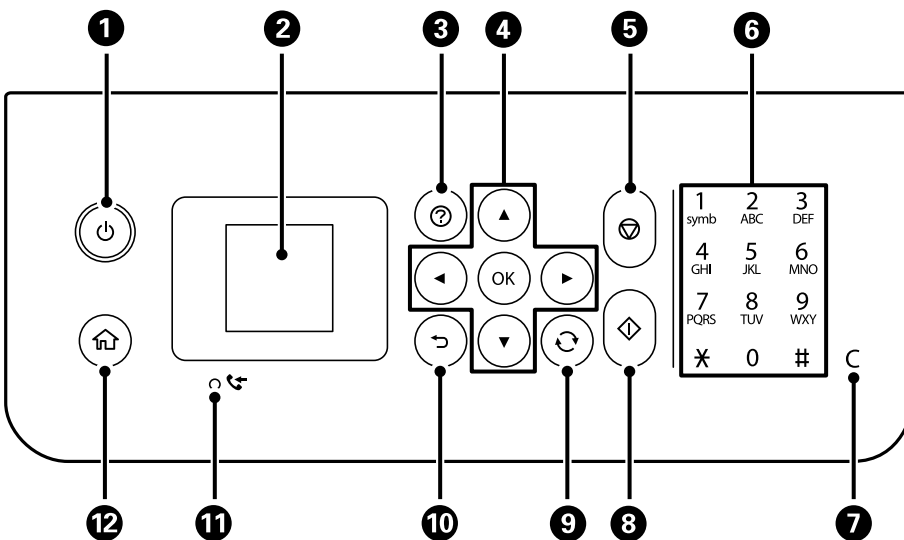 1 2 3 4 5 6
1 2 3
symb ABC DEF
?
4 5 6
GHI JKL MNO
OK
7 8 9
PQRS TUV WXY
* 0 # C
12 11 10 9 8 7